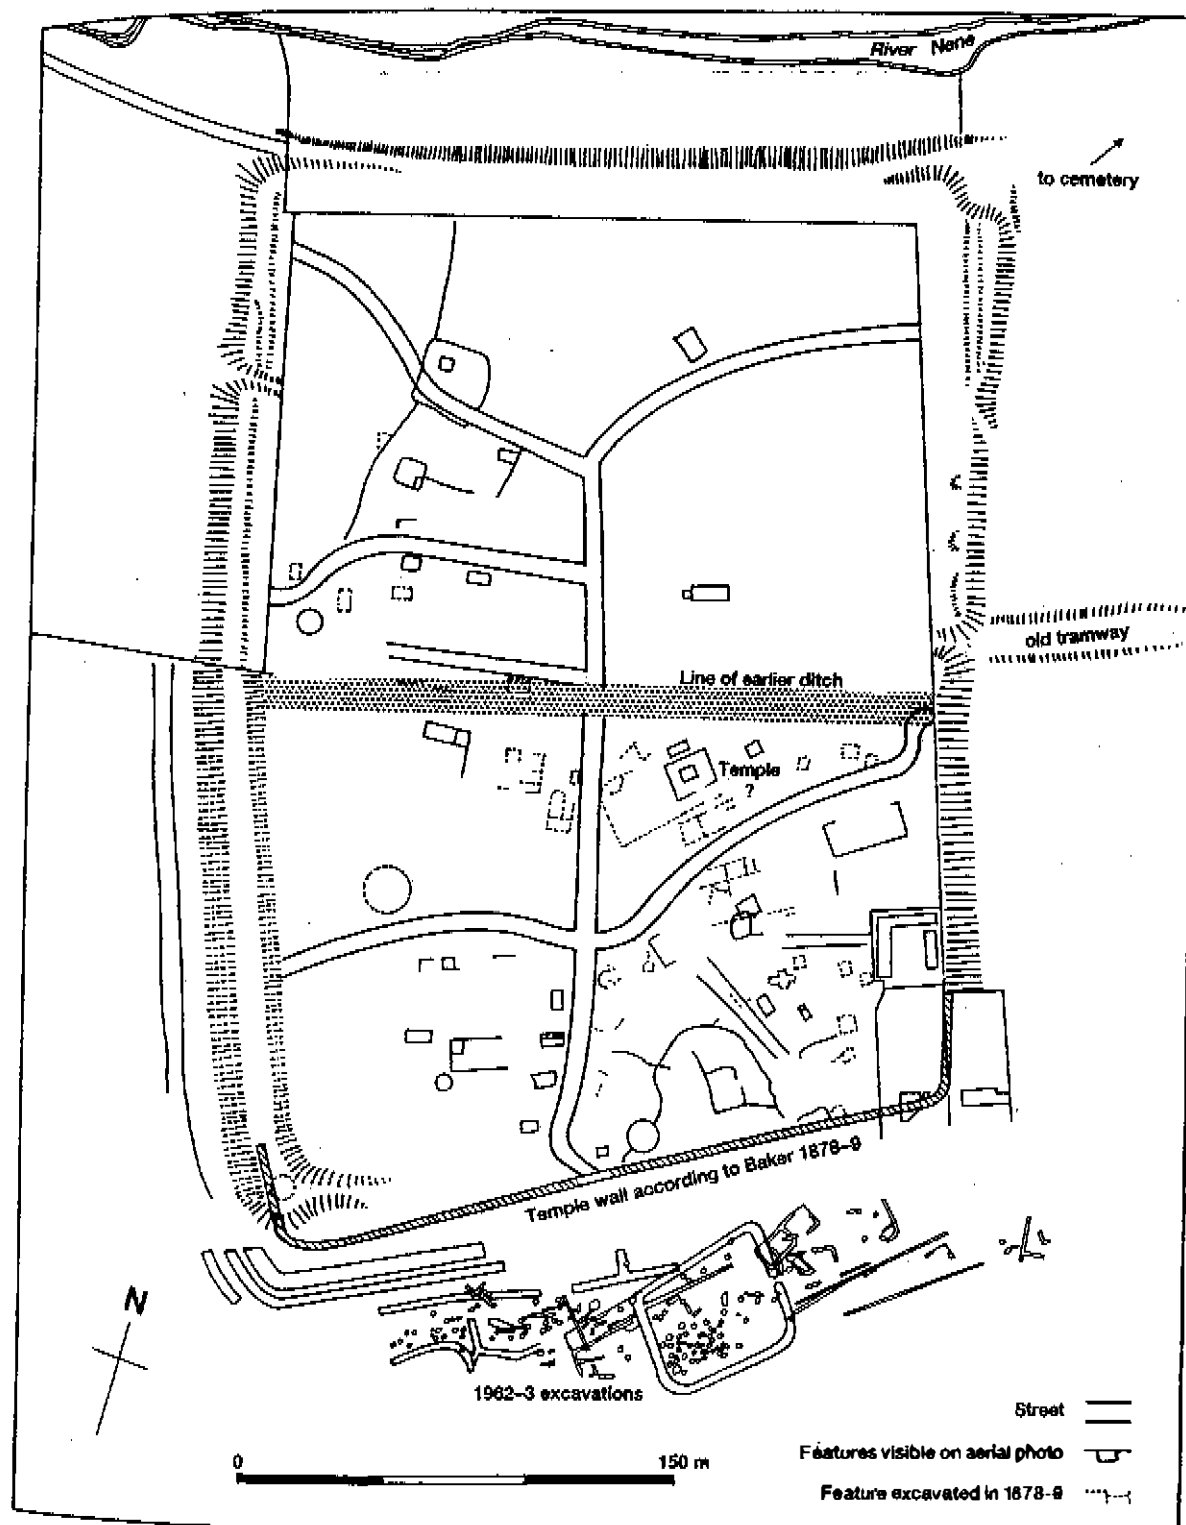 River Nene
to cemetery
old tramway
Line of earlier ditch
Temple
?
Temple wall according to Baker 1878–9
N
1962–3 excavations
Street
0 150 m
Features visible on aerial photo
Feature excavated in 1878-9